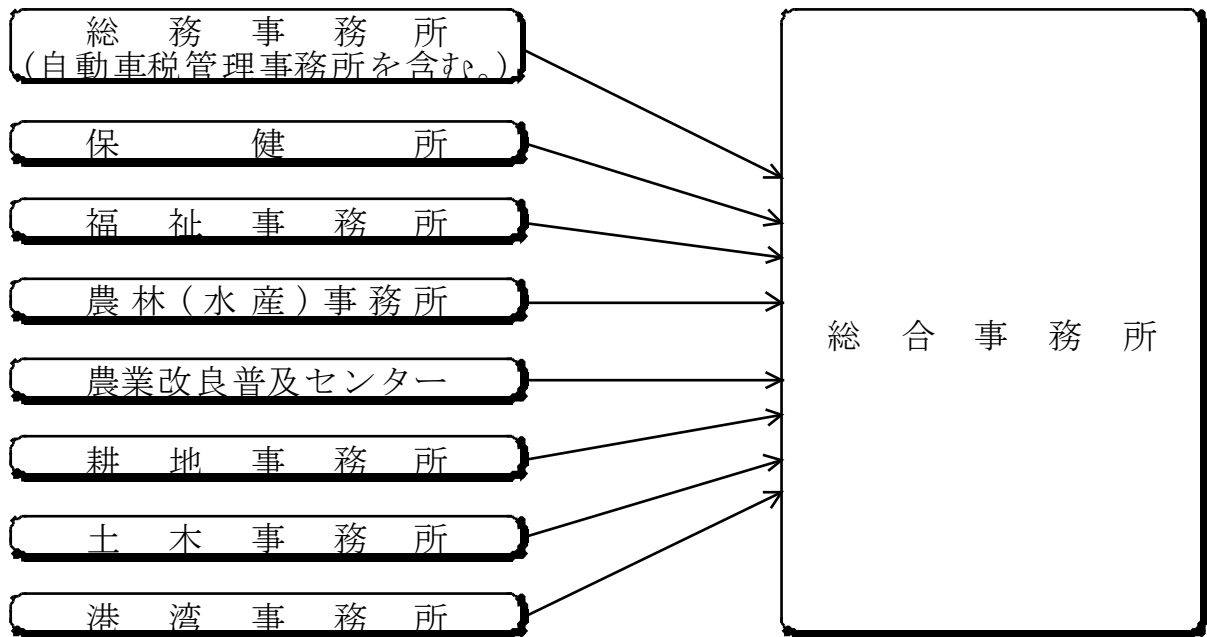 総務事務所
(自動車税管理事務所を含む。)
保健所
福祉事務所
農林(水産)事務所
農業改良普及センター
耕地事務所
土木事務所
港湾事務所
総合事務所